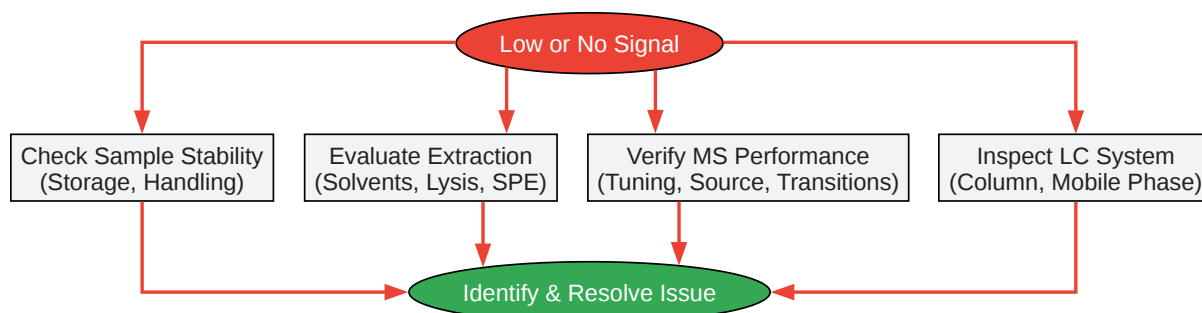 Low or No Signal
Check Sample Stability
(Storage, Handling)
Evaluate Extraction
(Solvents, Lysis, SPE)
Verify MS Performance
(Tuning, Source, Transitions)
Inspect LC System
(Column, Mobile Phase)
Identify & Resolve Issue